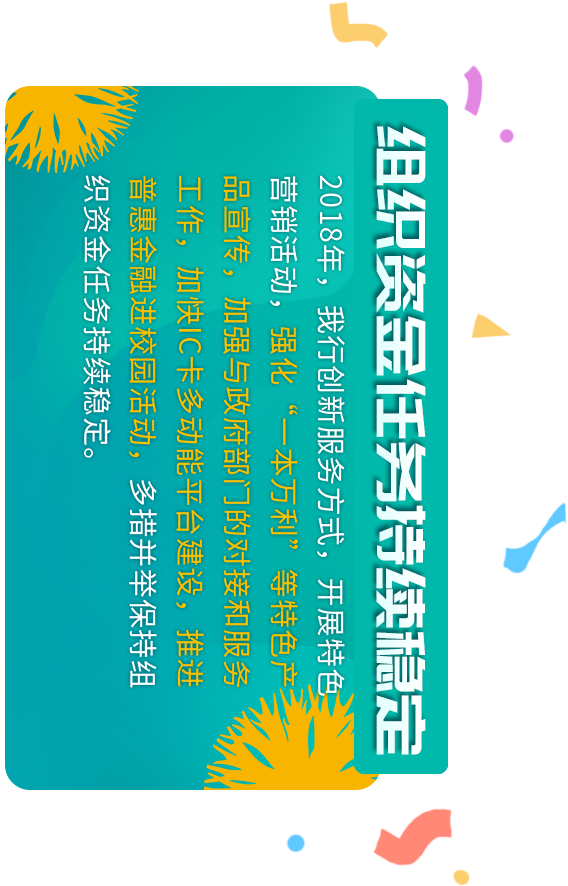 组织资金任务持续稳定
2018年，我行创新服务方式，开展特色
营销活动，强化“一本万利”等特色产
品宣传，加强与政府部门的对接和服务
工作，加快IC卡多动能平台建设，推进
普惠金融进校园活动，多措并举保持组
织资金任务持续稳定。